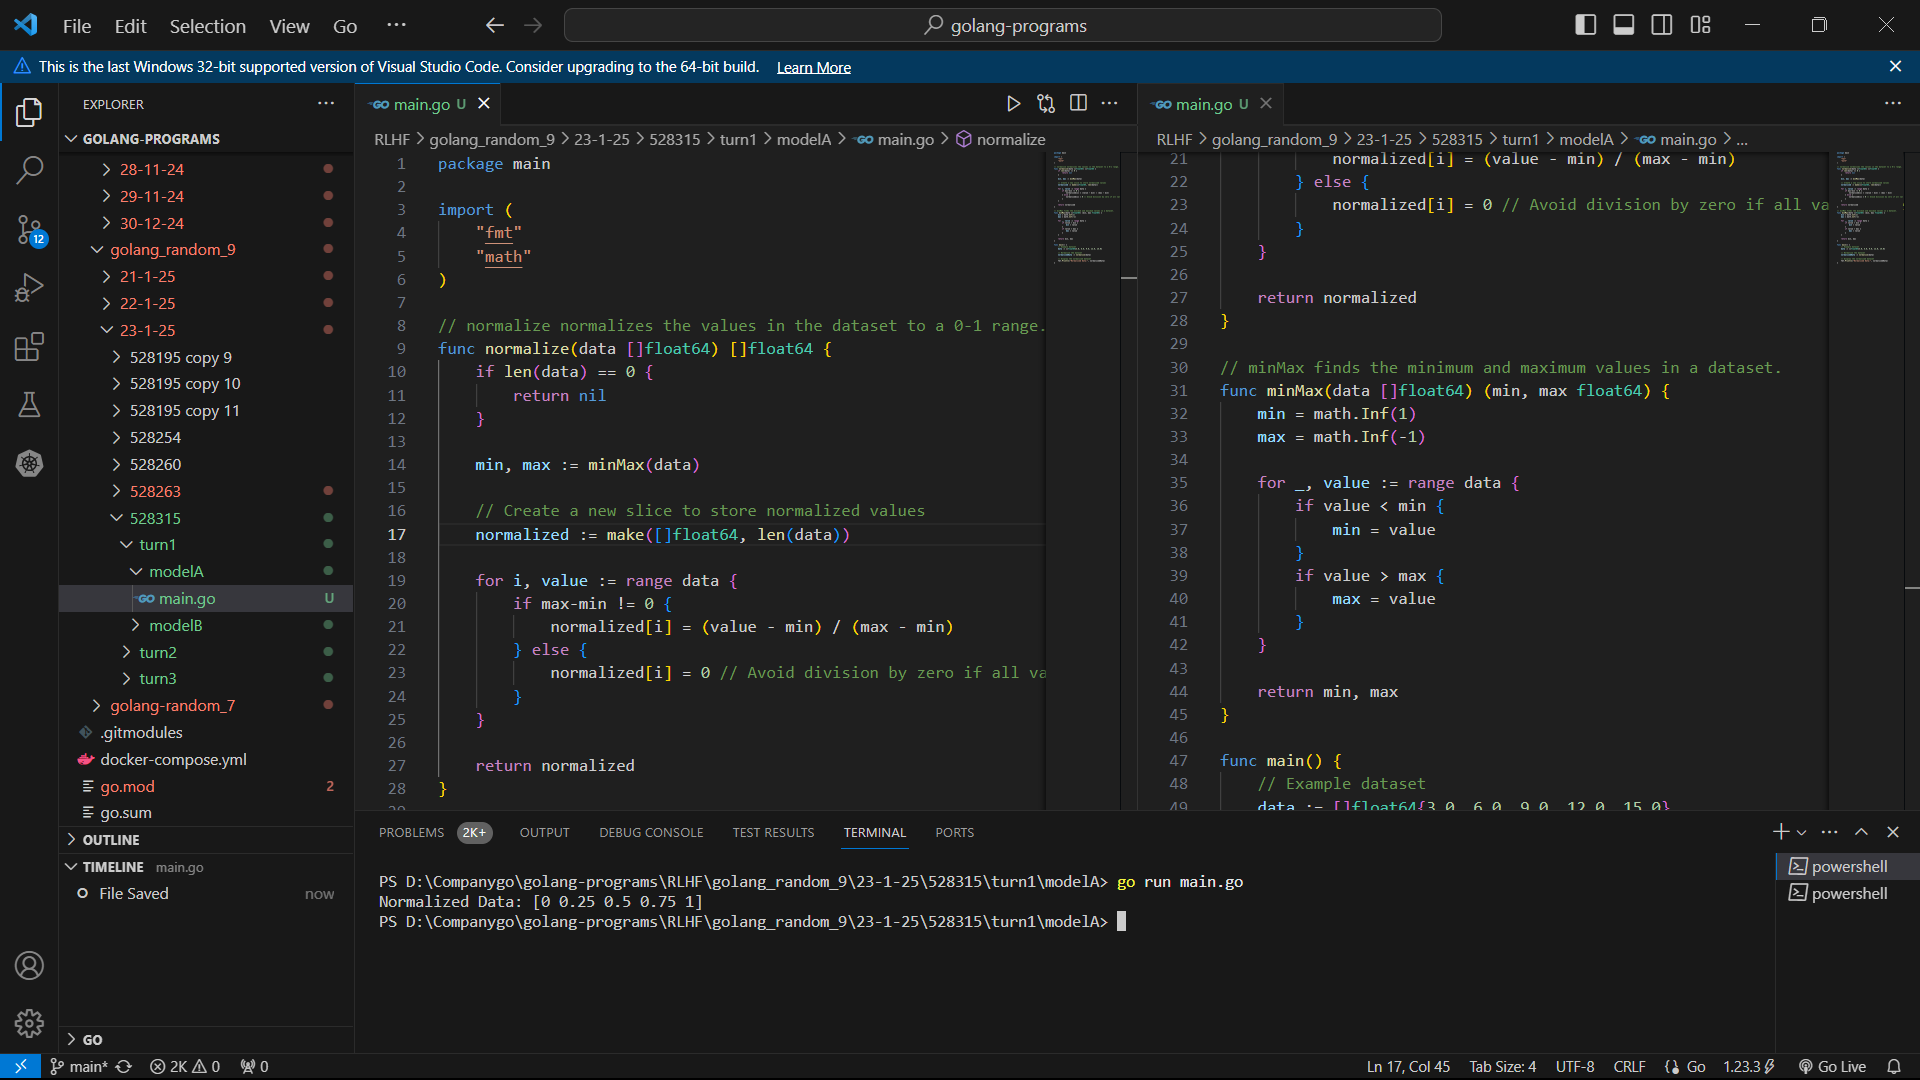 File Edit Selection View Go ···
golang-programs
This is the last Windows 32-bit supported version of Visual Studio Code. Consider upgrading to the 64-bit build. Learn More
EXPLORER
GOLANG-PROGRAMS
28-11-24
29-11-24
30-12-24
golang_random_9
21-1-25
22-1-25
23-1-25
528195 copy 9
528195 copy 10
528195 copy 11
528254
528260
528263
528315
turn1
modelA
main.go U
modelB
turn2
turn3
golang-random_7
.gitmodules
docker-compose.yml
go.mod 2
go.sum
OUTLINE
TIMELINE main.go
File Saved now
GO
12
main.go U
RLHF > golang_random_9 > 23-1-25 > 528315 > turn1 > modelA > main.go > normalize
1 package main
2
3 import (
4 "fmt"
5 "math"
6 )
7
8 // normalize normalizes the values in the dataset to a 0-1 range.
9 func normalize(data []float64) []float64 {
10 if len(data) == 0 {
11 return nil
12 }
13
14 min, max := minMax(data)
15
16 // Create a new slice to store normalized values
17 normalized := make([]float64, len(data))
18
19 for i, value := range data {
20 if max-min != 0 {
21 normalized[i] = (value - min) / (max - min)
22 } else {
23 normalized[i] = 0 // Avoid division by zero if all va
24 }
25 }
26
27 return normalized
28 }
main.go U
RLHF > golang_random_9 > 23-1-25 > 528315 > turn1 > modelA > main.go > ...
21 normalized[i] = (value - min) / (max - min)
22 } else {
23 normalized[i] = 0 // Avoid division by zero if all va
24 }
25 }
26
27 return normalized
28 }
29
30 // minMax finds the minimum and maximum values in a dataset.
31 func minMax(data []float64) (min, max float64) {
32 min = math.Inf(1)
33 max = math.Inf(-1)
34
35 for _, value := range data {
36 if value < min {
37 min = value
38 }
39 if value > max {
40 max = value
41 }
42 }
43
44 return min, max
45 }
46
47 func main() {
48 // Example dataset
49 data := []float64{3.0, 6.0, 9.0, 12.0, 15.0}
PROBLEMS 2K+ OUTPUT DEBUG CONSOLE TEST RESULTS TERMINAL PORTS
PS D:\Companygo\golang-programs\RLHF\golang_random_9\23-1-25\528315\turn1\modelA> go run main.go
Normalized Data: [0 0.25 0.5 0.75 1]
PS D:\Companygo\golang-programs\RLHF\golang_random_9\23-1-25\528315\turn1\modelA>
powershell
powershell
main* 2K 0 0 Ln 17, Col 45 Tab Size: 4 UTF-8 CRLF Go 1.23.3 Go Live